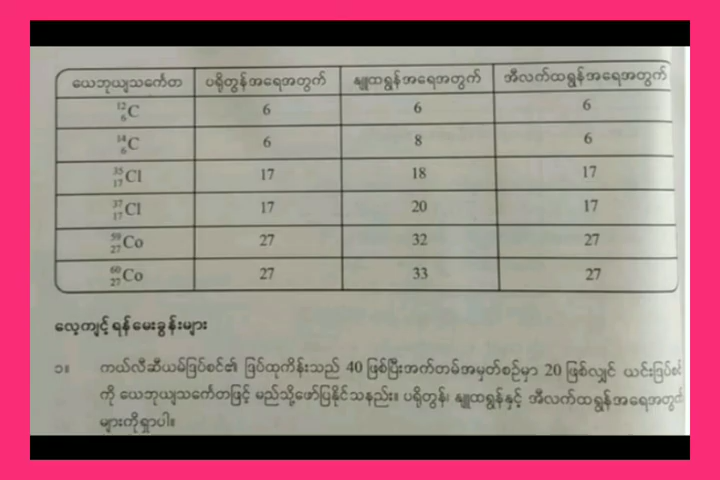 ယေဘုယျသင်္ကေတ ပရိုတွန်အရေအတွက် နျူထရွန်အရေအတွက် အီလက်ထရွန်အရေအတွက်
¹²₆C 6 6 6
¹⁴₆C 6 8 6
³⁵₁₇Cl 17 18 17
³⁷₁₇Cl 17 20 17
⁵⁹₂₇Co 27 32 27
⁶⁰₂₇Co 27 33 27
လေ့ကျင့်ရန်မေးခွန်းများ
၁။ ကယ်လီဆီယမ်ဒြပ်စင်၏ ဒြပ်ထုကိန်းသည် 40 ဖြစ်ပြီးအက်တမ်အမှတ်စဉ်မှာ 20 ဖြစ်လျှင် ယင်းဒြပ်စင်
ကို ယေဘုယျသင်္ကေတဖြင့် မည်သို့ဖော်ပြနိုင်သနည်း။ ပရိုတွန်၊ နျူထရွန်နှင့် အီလက်ထရွန်အရေအတွက်
များကိုရှာပါ။